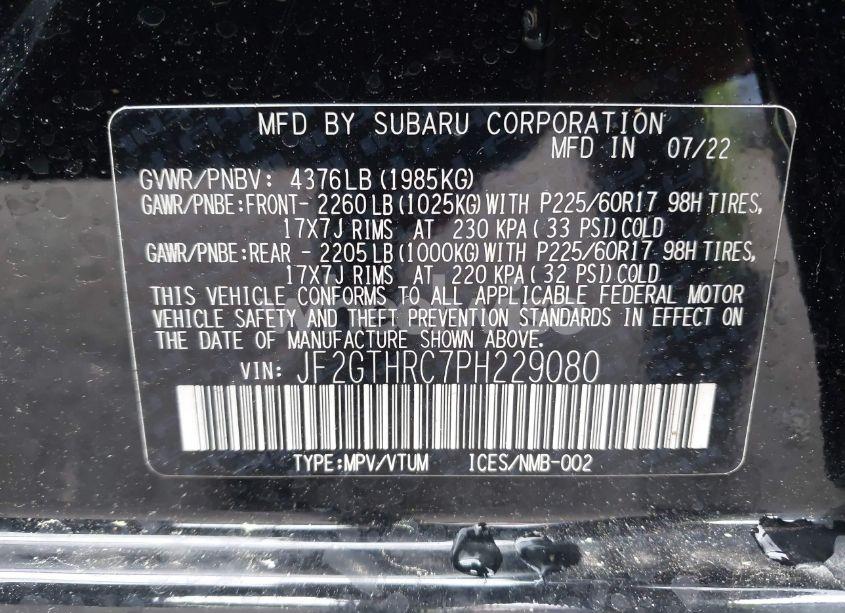 MFD BY SUBARU CORPORATION
MFD IN 07/22
GVWR/PNBV: 4376LB (1985KG)
GAWR/PNBE:FRONT- 2260 LB (1025KG) WITH P225/60R17 98H TIRES,
17X7J RIMS AT 230 KPA ( 33 PSI) COLD
GAWR/PNBE:REAR - 2205 LB (1000KG) WITH P225/60R17 98H TIRES,
17X7J RIMS AT 220 KPA ( 32 PSI) COLD.
THIS VEHICLE CONFORMS TO ALL APPLICABLE FEDERAL MOTOR
VEHICLE SAFETY AND THEFT PREVENTION STANDARDS IN EFFECT ON
THE DATE OF MANUFACTURE SHOWN ABOVE.
VIN: JF2GTHRC7PH229080
TYPE:MPV/VTUM ICES/NMB-002